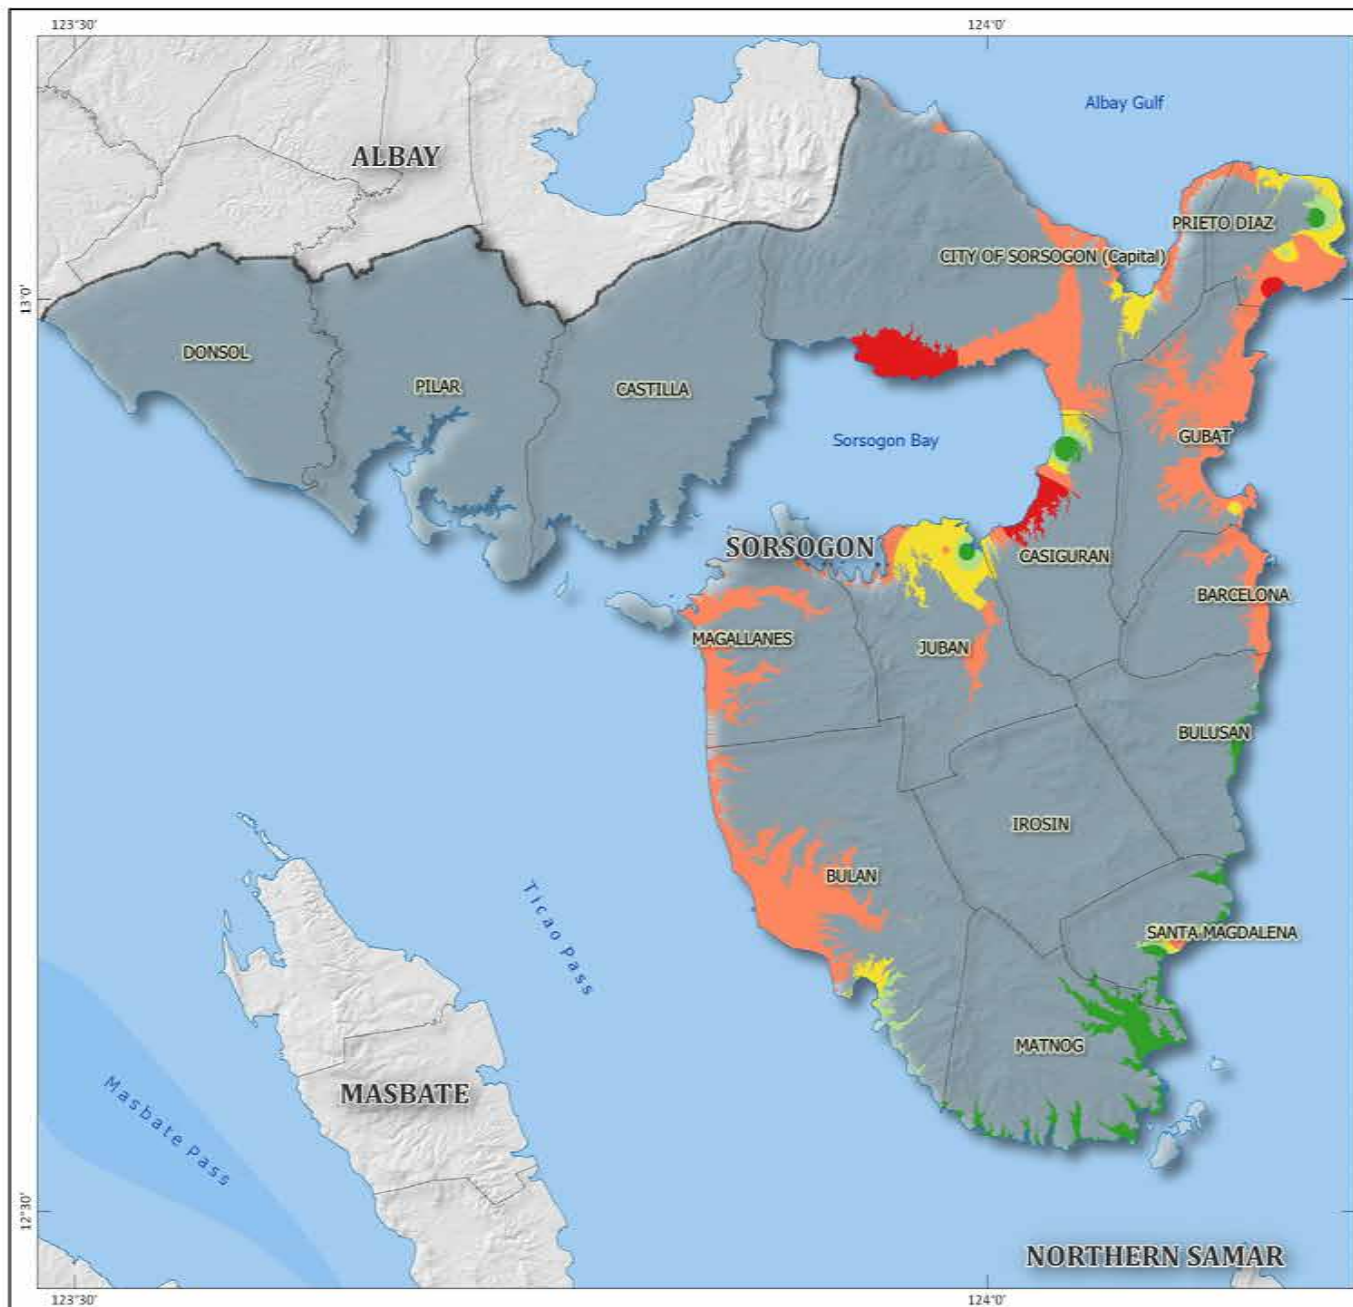 123°30'
124°0'
Albay Gulf
ALBAY
PRIETO DIAZ
CITY OF SORSOGON (Capital)
13°0'
DONSOL
PILAR
CASTILLA
Sorsogon Bay
GUBAT
SORSOGON
CASIGURAN
BARCELONA
MAGALLANES
JUBAN
BULUSAN
IROSIN
BULAN
Ticao Pass
SANTA MAGDALENA
MATNOG
MASBATE
Masbate Pass
12°30'
NORTHERN SAMAR
123°30'
124°0'